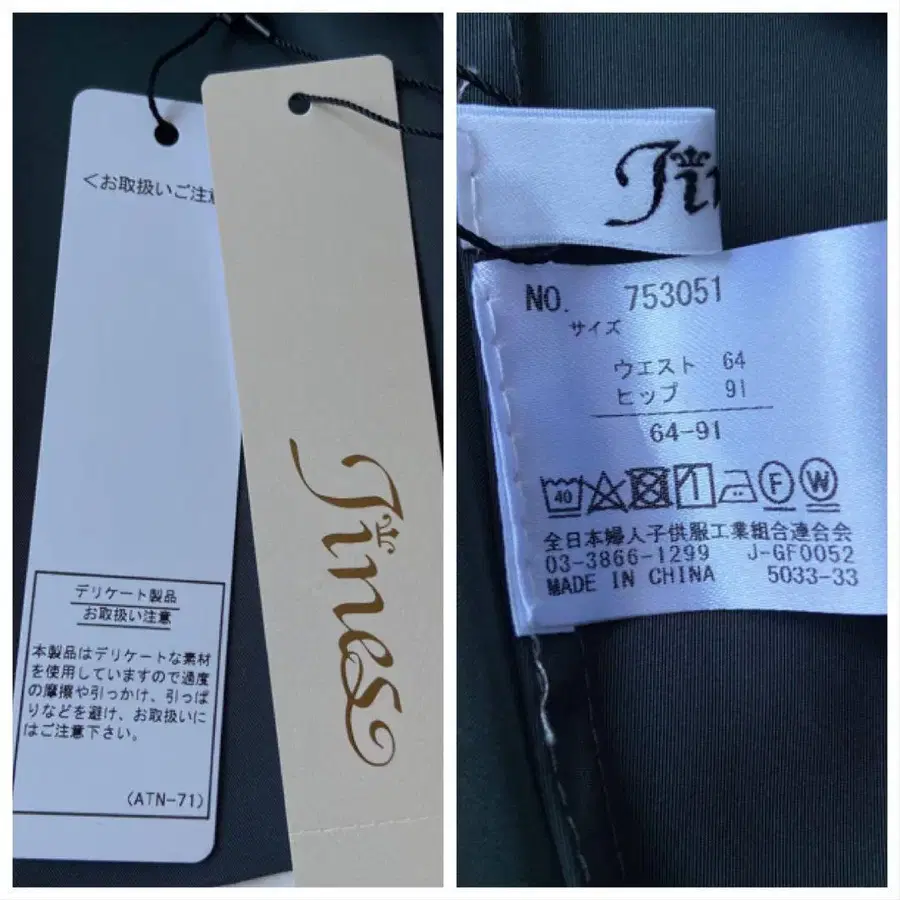 <お取扱いご注意
Jines
デリケート製品
お取扱い注意
本製品はデリケートな素材
を使用していますので過度
の摩擦や引っかけ、引っぱ
りなどを避け、お取扱いに
はご注意下さい。
(ATN-71)
Jin
NO. 753051
サイズ
ウエスト 64
ヒップ 91
64-91
40 F W
全日本婦人子供服工業組合連合会
03-3866-1299 J-GF0052
MADE IN CHINA 5033-33